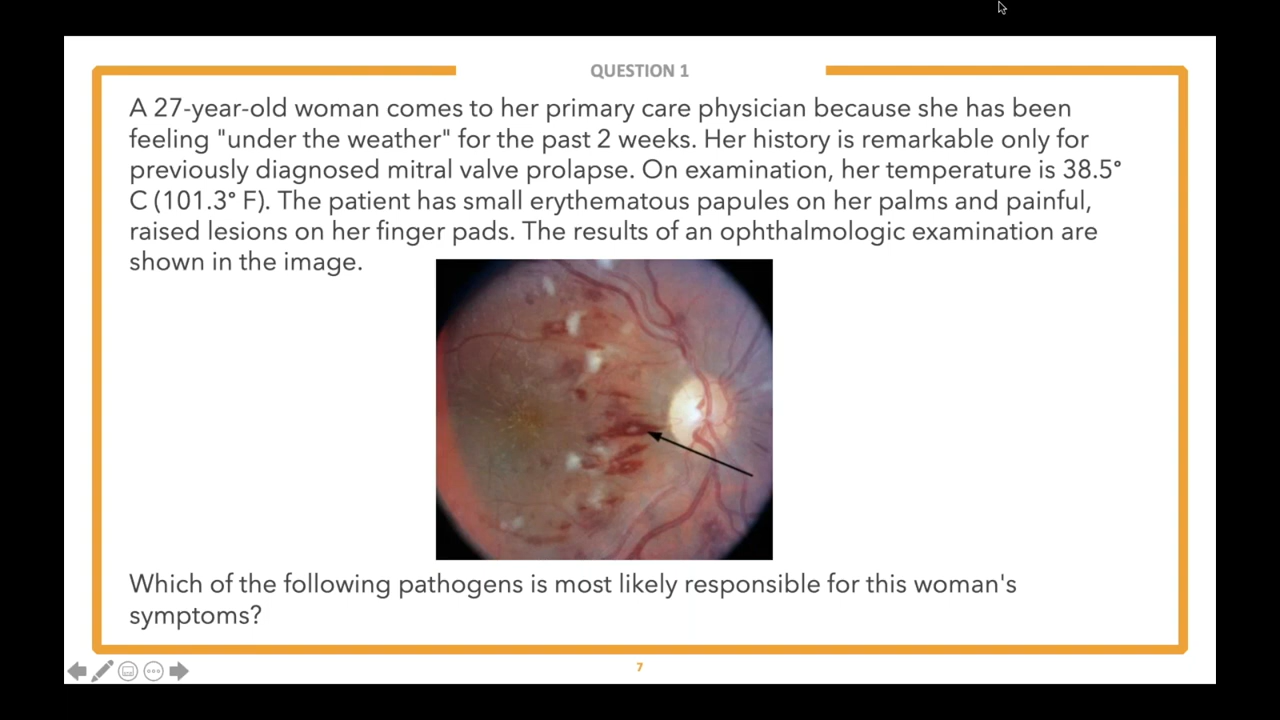 QUESTION 1
A 27-year-old woman comes to her primary care physician because she has been
feeling "under the weather" for the past 2 weeks. Her history is remarkable only for
previously diagnosed mitral valve prolapse. On examination, her temperature is 38.5°
C (101.3° F). The patient has small erythematous papules on her palms and painful,
raised lesions on her finger pads. The results of an ophthalmologic examination are
shown in the image.
Which of the following pathogens is most likely responsible for this woman's
symptoms?
7